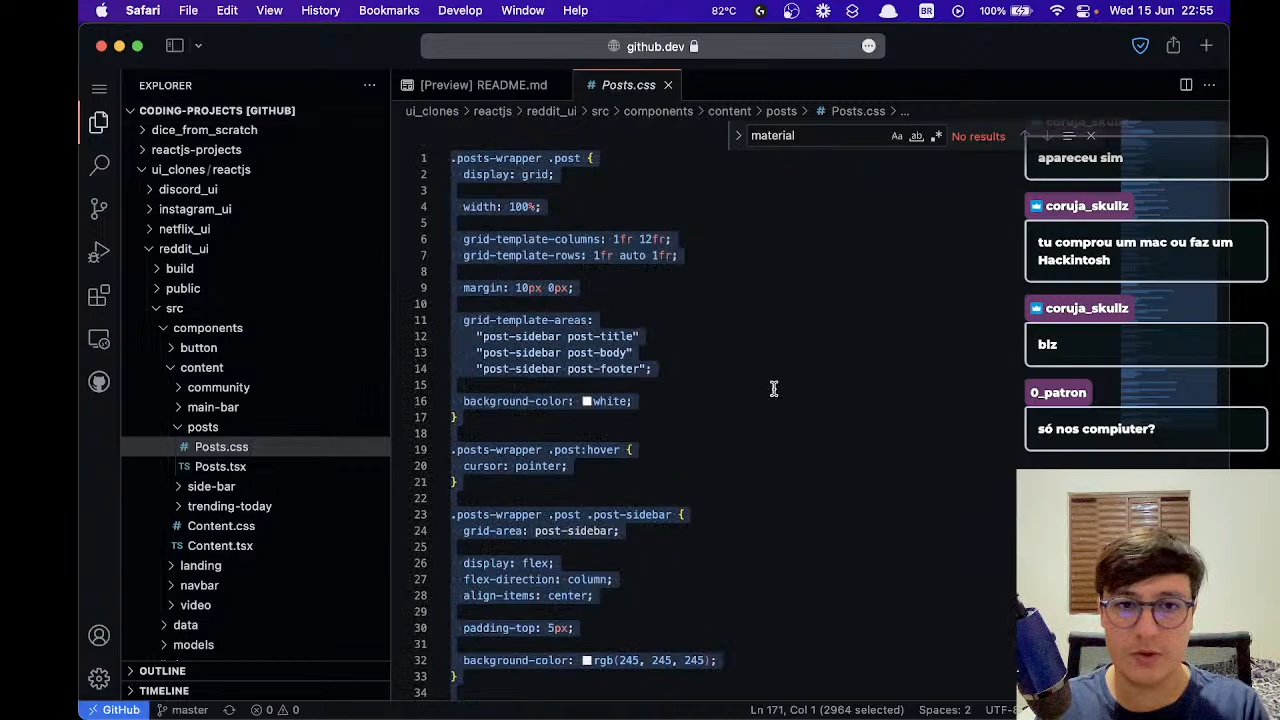 Safari File Edit View History Bookmarks Develop Window Help 82°C BR 100% Wed 15 Jun 22:55
github.dev
EXPLORER
[Preview] README.md
# Posts.css
CODING-PROJECTS [GITHUB]
dice_from_scratch
reactjs-projects
ui_clones / reactjs
discord_ui
instagram_ui
netflix_ui
reddit_ui
build
public
src
components
button
content
community
main-bar
posts
# Posts.css
TS Posts.tsx
side-bar
trending-today
# Content.css
TS Content.tsx
landing
navbar
video
data
models
OUTLINE
TIMELINE
ui_clones > reactjs > reddit_ui > src > components > content > posts > # Posts.css > ...
material Aa ab .* No results
1 .posts-wrapper .post {
2 display: grid;
3
4 width: 100%;
5
6 grid-template-columns: 1fr 12fr;
7 grid-template-rows: 1fr auto 1fr;
8
9 margin: 10px 0px;
10
11 grid-template-areas:
12 "post-sidebar post-title"
13 "post-sidebar post-body"
14 "post-sidebar post-footer";
15
16 background-color: white;
17 }
18
19 .posts-wrapper .post:hover {
20 cursor: pointer;
21 }
22
23 .posts-wrapper .post .post-sidebar {
24 grid-area: post-sidebar;
25
26 display: flex;
27 flex-direction: column;
28 align-items: center;
29
30 padding-top: 5px;
31
32 background-color: rgb(245, 245, 245);
33 }
34
coruja_skullz
apareceu sim
coruja_skullz
tu comprou um mac ou faz um
Hackintosh
coruja_skullz
blz
0_patron
só nos compiuter?
GitHub master 0 0 Ln 171, Col 1 (2964 selected) Spaces: 2